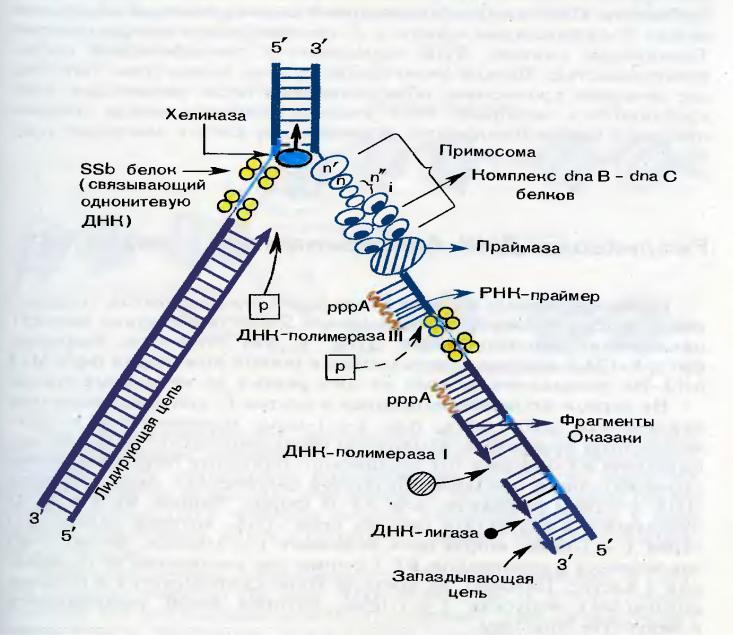 5′ 3′
Хеликаза
SSb белок
(связывающий
однонитевую
ДНК)
n′
n
n″
i
Примосома
Комплекс dna B – dna C
белков
Праймаза
РНК-праймер
pppA
P
ДНК-полимераза III
P
pppA
Фрагменты
Оказаки
ДНК-полимераза I
Лидирующая цепь
ДНК-лигаза
3′
5′
Запаздывающая
цепь
3′
5′